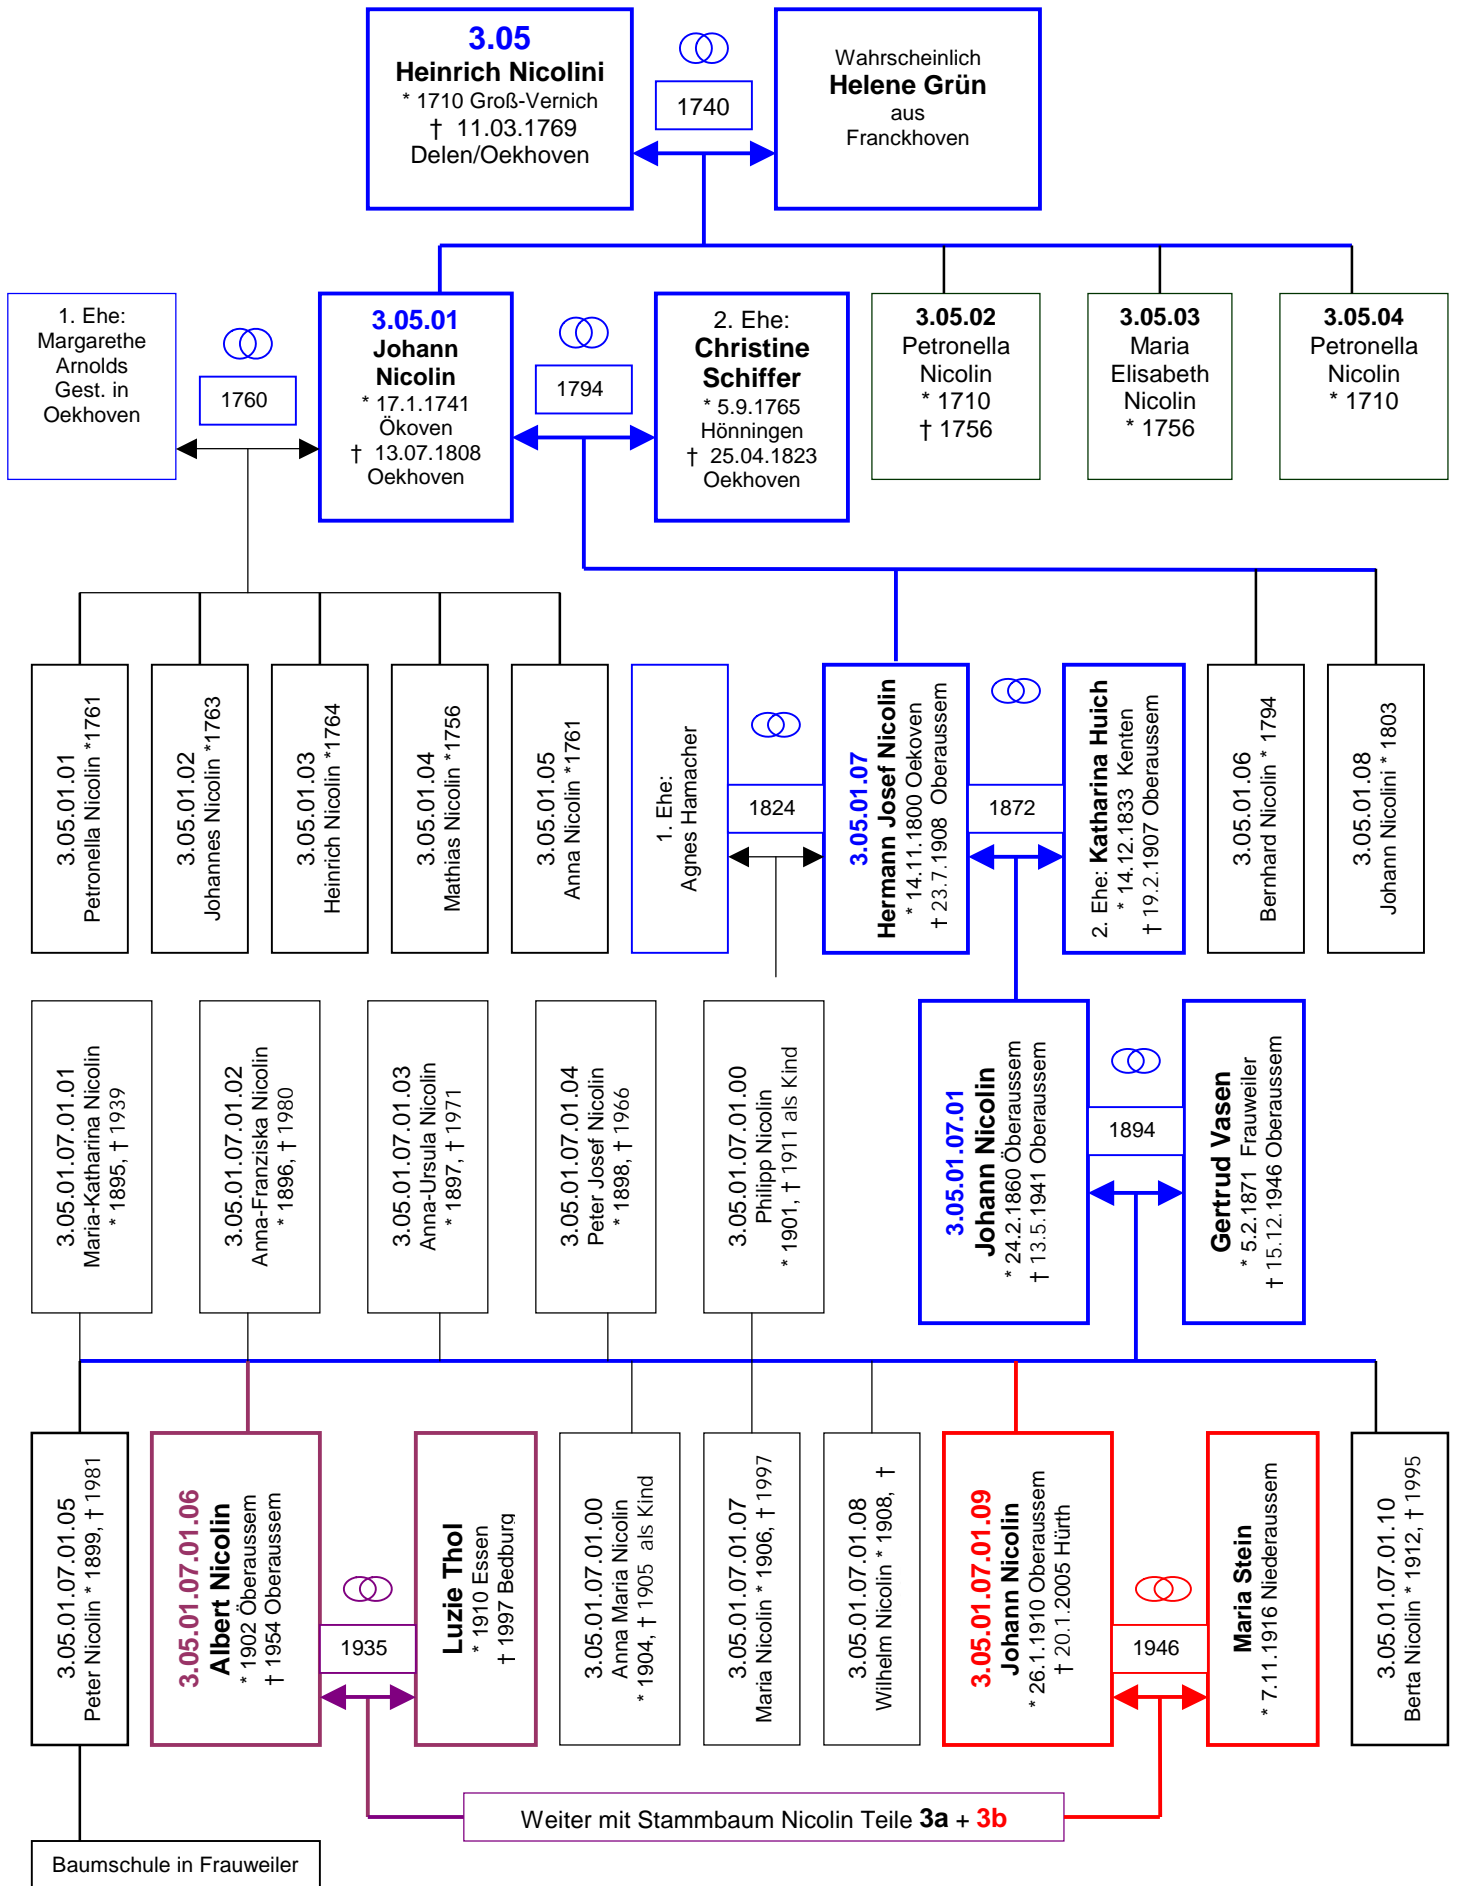 3.05
Heinrich Nicolini
* 1710 Groß-Vernich
† 11.03.1769
Delen/Oekhoven
1740
Wahrscheinlich
Helene Grün
aus
Franckhoven
1. Ehe:
Margarethe
Arnolds
Gest. in
Oekhoven
1760
3.05.01
Johann
Nicolin
* 17.1.1741
Ökoven
† 13.07.1808
Oekhoven
1794
2. Ehe:
Christine
Schiffer
* 5.9.1765
Hönningen
† 25.04.1823
Oekhoven
3.05.02
Petronella
Nicolin
* 1710
† 1756
3.05.03
Maria
Elisabeth
Nicolin
* 1756
3.05.04
Petronella
Nicolin
* 1710
3.05.01.01
Petronella Nicolin *1761
3.05.01.02
Johannes Nicolin *1763
3.05.01.03
Heinrich Nicolin *1764
3.05.01.04
Mathias Nicolin *1756
3.05.01.05
Anna Nicolin *1761
1. Ehe:
Agnes Hamacher
1824
3.05.01.07
Hermann Josef Nicolin
* 14.11.1800 Oekoven
† 23.7.1908 Oberaussem
1872
2. Ehe: Katharina Huich
* 14.12.1833 Kenten
† 19.2.1907 Oberaussem
3.05.01.06
Bernhard Nicolin * 1794
3.05.01.08
Johann Nicolini * 1803
3.05.01.07.01.01
Maria-Katharina Nicolin
* 1895, † 1939
3.05.01.07.01.02
Anna-Franziska Nicolin
* 1896, † 1980
3.05.01.07.01.03
Anna-Ursula Nicolin
* 1897, † 1971
3.05.01.07.01.04
Peter Josef Nicolin
* 1898, † 1966
3.05.01.07.01.00
Philipp Nicolin
* 1901, † 1911 als Kind
3.05.01.07.01
Johann Nicolin
* 24.2.1860 Öberaussem
† 13.5.1941 Oberaussem
1894
Gertrud Vasen
* 5.2.1871 Frauweiler
† 15.12.1946 Oberaussem
3.05.01.07.01.05
Peter Nicolin * 1899, † 1981
3.05.01.07.01.06
Albert Nicolin
* 1902 Öberaussem
† 1954 Oberaussem
1935
Luzie Thol
* 1910 Essen
† 1997 Bedburg
3.05.01.07.01.00
Anna Maria Nicolin
* 1904, † 1905 als Kind
3.05.01.07.01.07
Maria Nicolin * 1906, † 1997
3.05.01.07.01.08
Wilhelm Nicolin * 1908, †
3.05.01.07.01.09
Johann Nicolin
* 26.1.1910 Oberaussem
† 20.1.2005 Hürth
1946
Maria Stein
* 7.11.1916 Niederaussem
3.05.01.07.01.10
Berta Nicolin * 1912, † 1995
Weiter mit Stammbaum Nicolin Teile 3a + 3b
Baumschule in Frauweiler